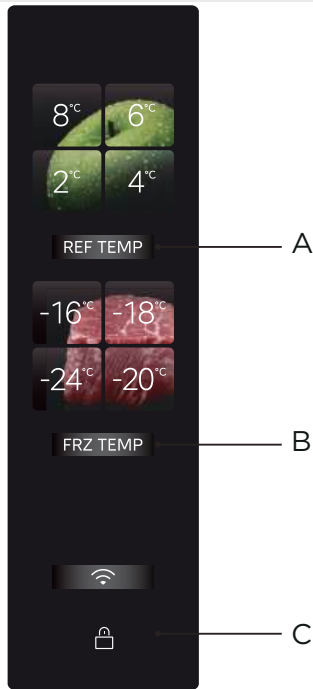 8°C 6°C
2°C 4°C
REF TEMP
A
-16°C -18°C
-24°C -20°C
FRZ TEMP
B
C